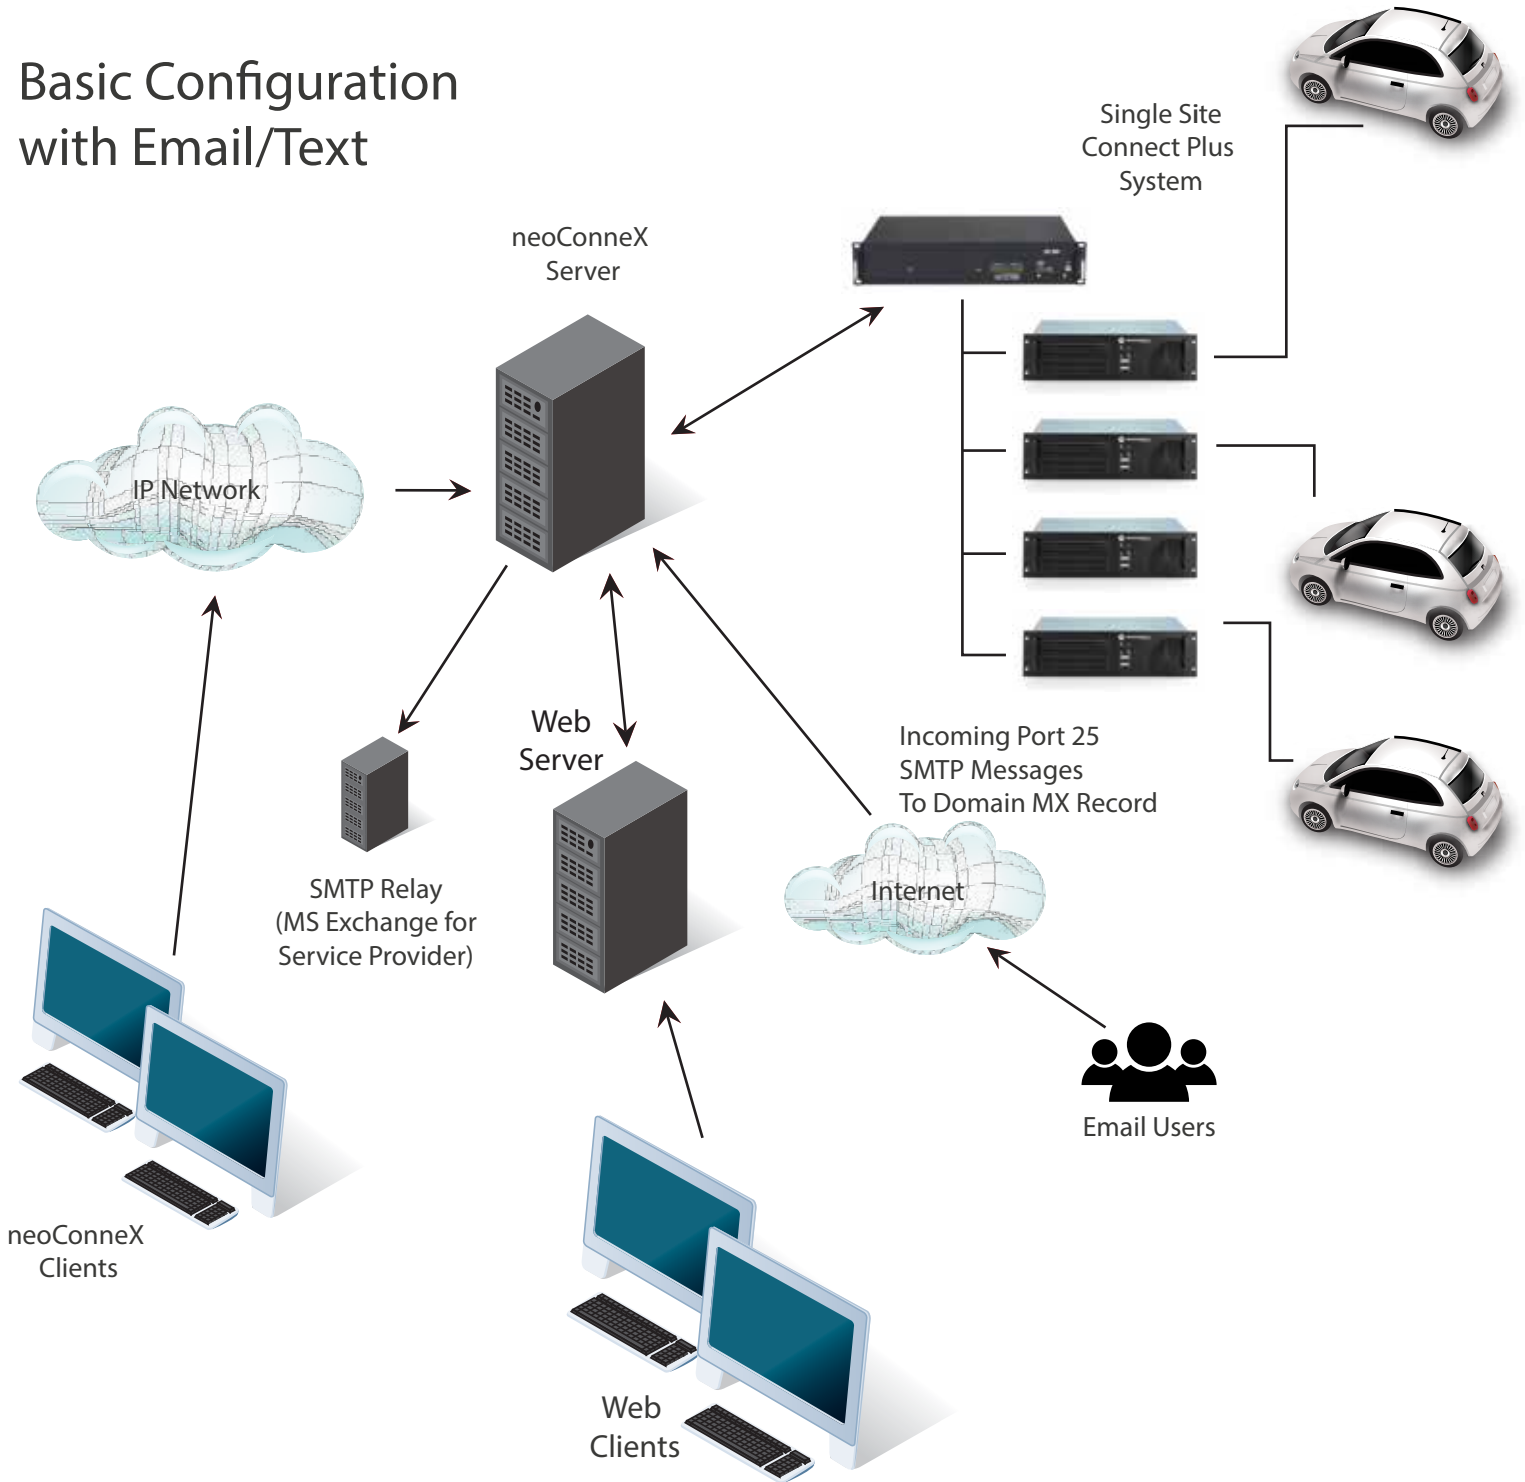 Basic Configuration
with Email/Text
Single Site
Connect Plus
System
neoConneX
Server
IP Network
Web
Server
Incoming Port 25
SMTP Messages
To Domain MX Record
SMTP Relay
(MS Exchange for
Service Provider)
Internet
Email Users
neoConneX
Clients
Web
Clients